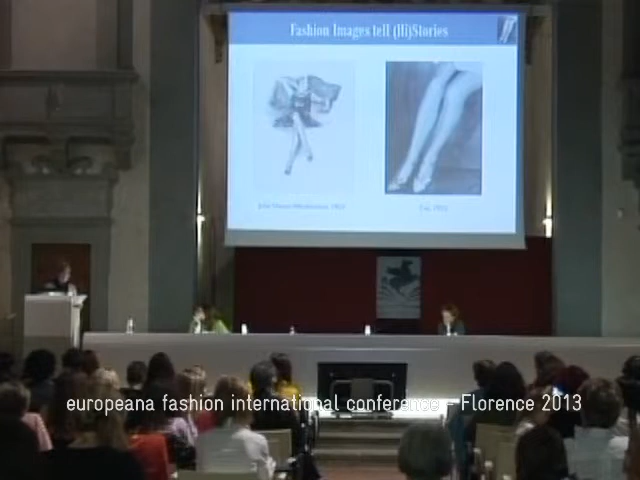 Fashion Images tell (Hi)Stories
europeana fashion international conference - Florence 2013